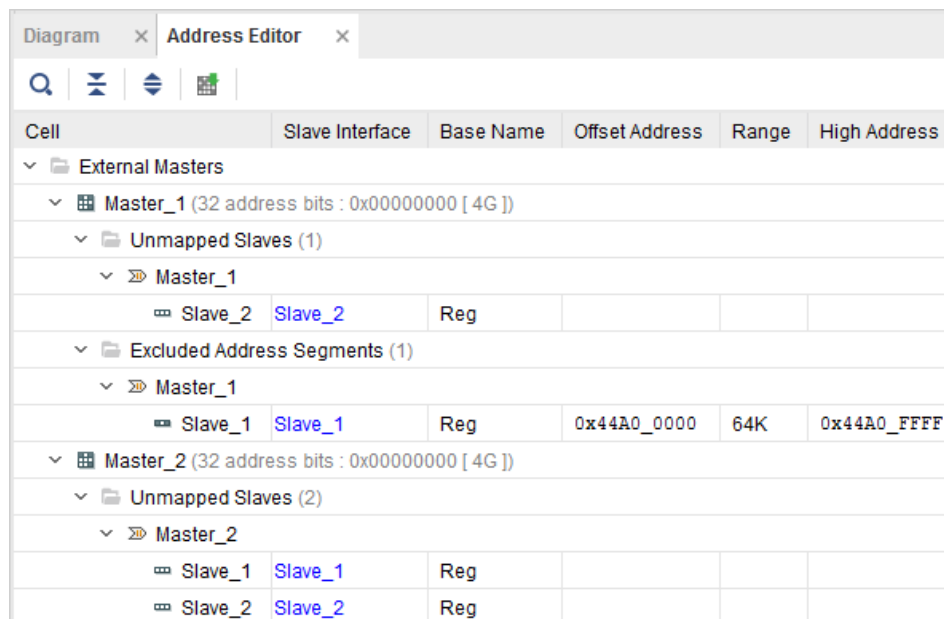 Diagram Address Editor
Cell Slave Interface Base Name Offset Address Range High Address
External Masters
Master_1 (32 address bits : 0x00000000 [ 4G ])
Unmapped Slaves (1)
Master_1
Slave_2 Slave_2 Reg
Excluded Address Segments (1)
Master_1
Slave_1 Slave_1 Reg 0x44A0_0000 64K 0x44A0_FFFF
Master_2 (32 address bits : 0x00000000 [ 4G ])
Unmapped Slaves (2)
Master_2
Slave_1 Slave_1 Reg
Slave_2 Slave_2 Reg